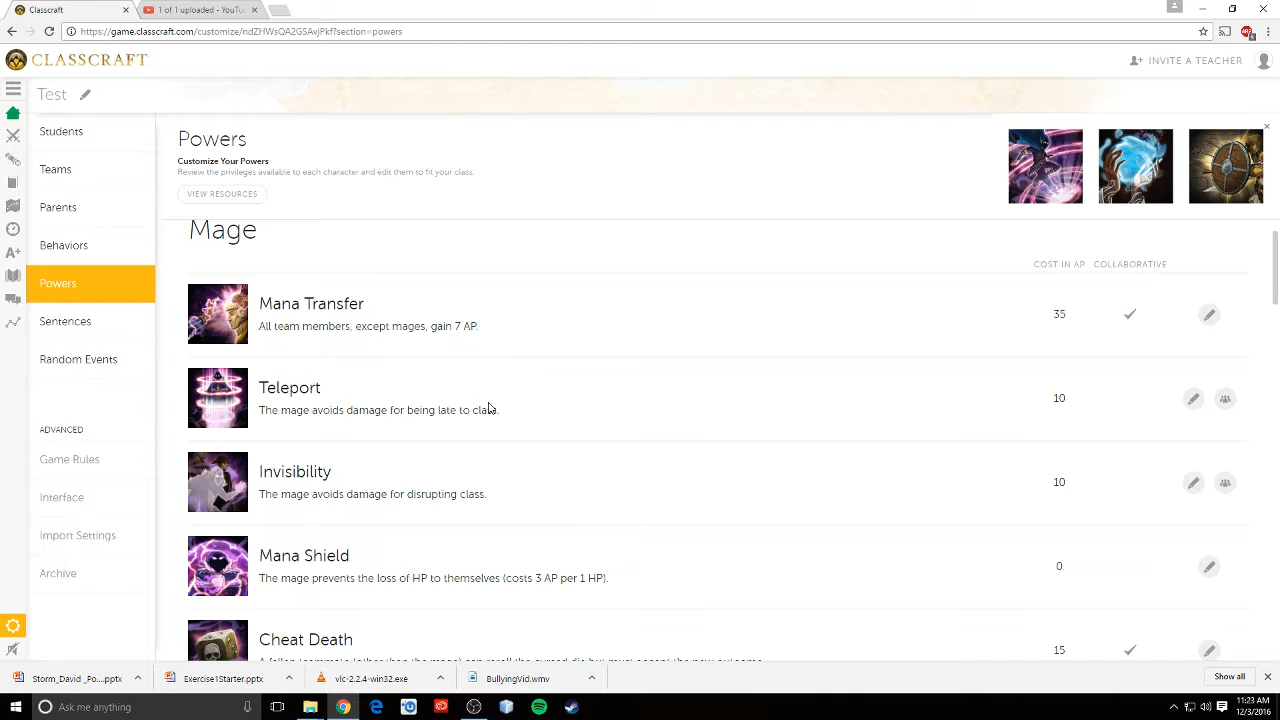 Classcraft
1 of 1 uploaded - YouTu
https://game.classcraft.com/customize/ndZHWsQA2GSAvjPkf?section=powers
CLASSCRAFT
INVITE A TEACHER
Test
Students
Teams
Parents
Behaviors
Powers
Sentences
Random Events
ADVANCED
Game Rules
Interface
Import Settings
Archive
Powers
Customize Your Powers
Review the privileges available to each character and edit them to fit your class.
VIEW RESOURCES
Mage
COST IN AP COLLABORATIVE
Mana Transfer
All team members, except mages, gain 7 AP.
35
Teleport
The mage avoids damage for being late to class.
10
Invisibility
The mage avoids damage for disrupting class.
10
Mana Shield
The mage prevents the loss of HP to themselves (costs 3 AP per 1 HP).
0
Cheat Death
15
Storm_David _Fo....pptx
Exercise1Starter.pptx
vlc-2.2.4-win32.exe
BullyingVid.wmv
Show all
Ask me anything
11:23 AM
12/3/2016